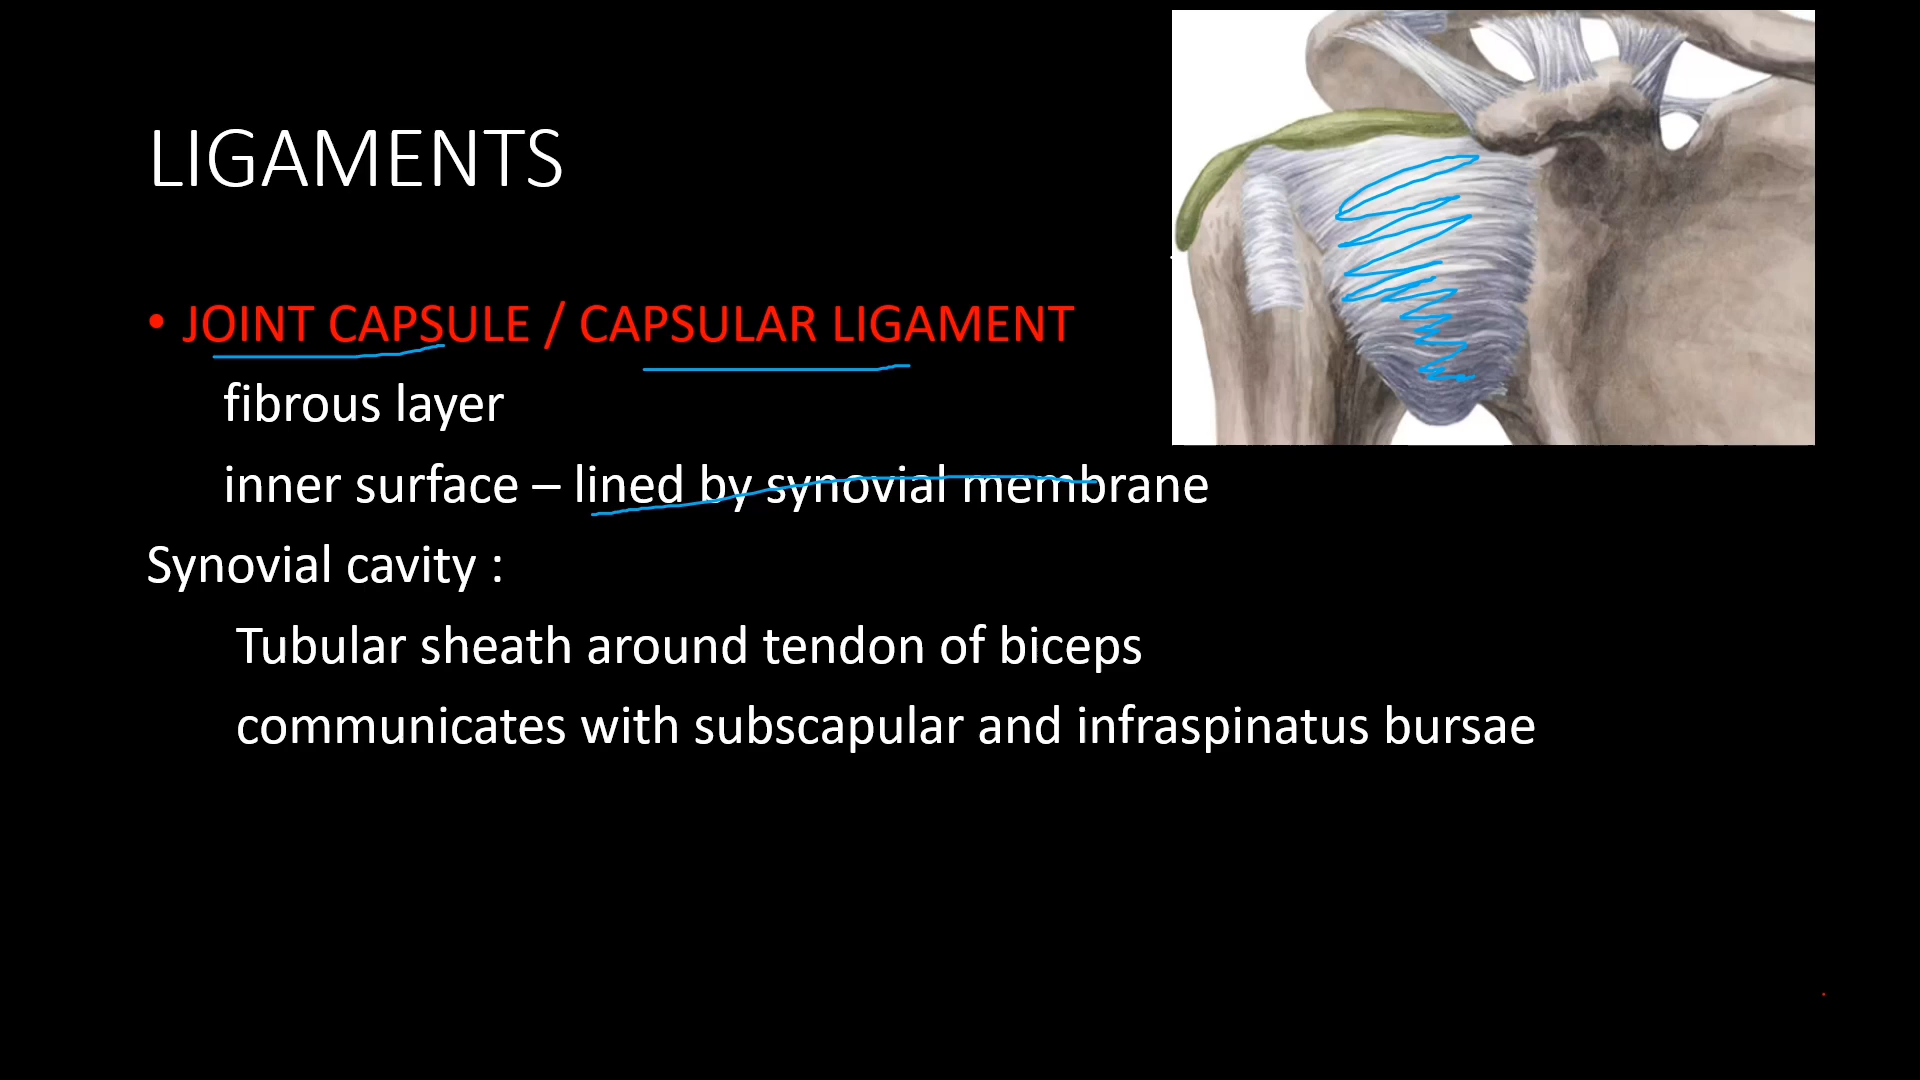 LIGAMENTS
• JOINT CAPSULE / CAPSULAR LIGAMENT
fibrous layer
inner surface – lined by synovial membrane
Synovial cavity :
Tubular sheath around tendon of biceps
communicates with subscapular and infraspinatus bursae